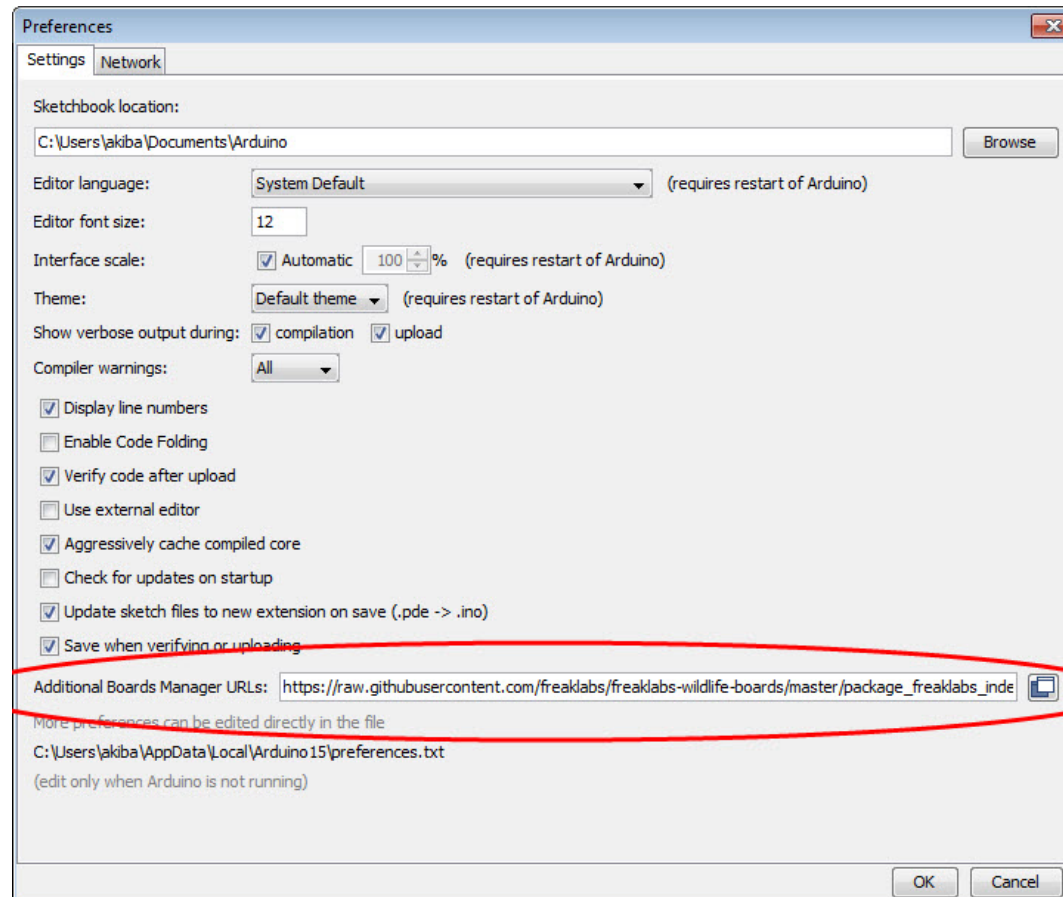 Preferences
Settings Network
Sketchbook location:
C:\Users\akiba\Documents\Arduino Browse
Editor language: System Default (requires restart of Arduino)
Editor font size: 12
Interface scale: Automatic 100 % (requires restart of Arduino)
Theme: Default theme (requires restart of Arduino)
Show verbose output during: compilation upload
Compiler warnings: All
Display line numbers
Enable Code Folding
Verify code after upload
Use external editor
Aggressively cache compiled core
Check for updates on startup
Update sketch files to new extension on save (.pde -> .ino)
Save when verifying or uploading
Additional Boards Manager URLs: https://raw.githubusercontent.com/freaklabs/freaklabs-wildlife-boards/master/package_freaklabs_inde
More preferences can be edited directly in the file
C:\Users\akiba\AppData\Local\Arduino15\preferences.txt
(edit only when Arduino is not running)
OK Cancel